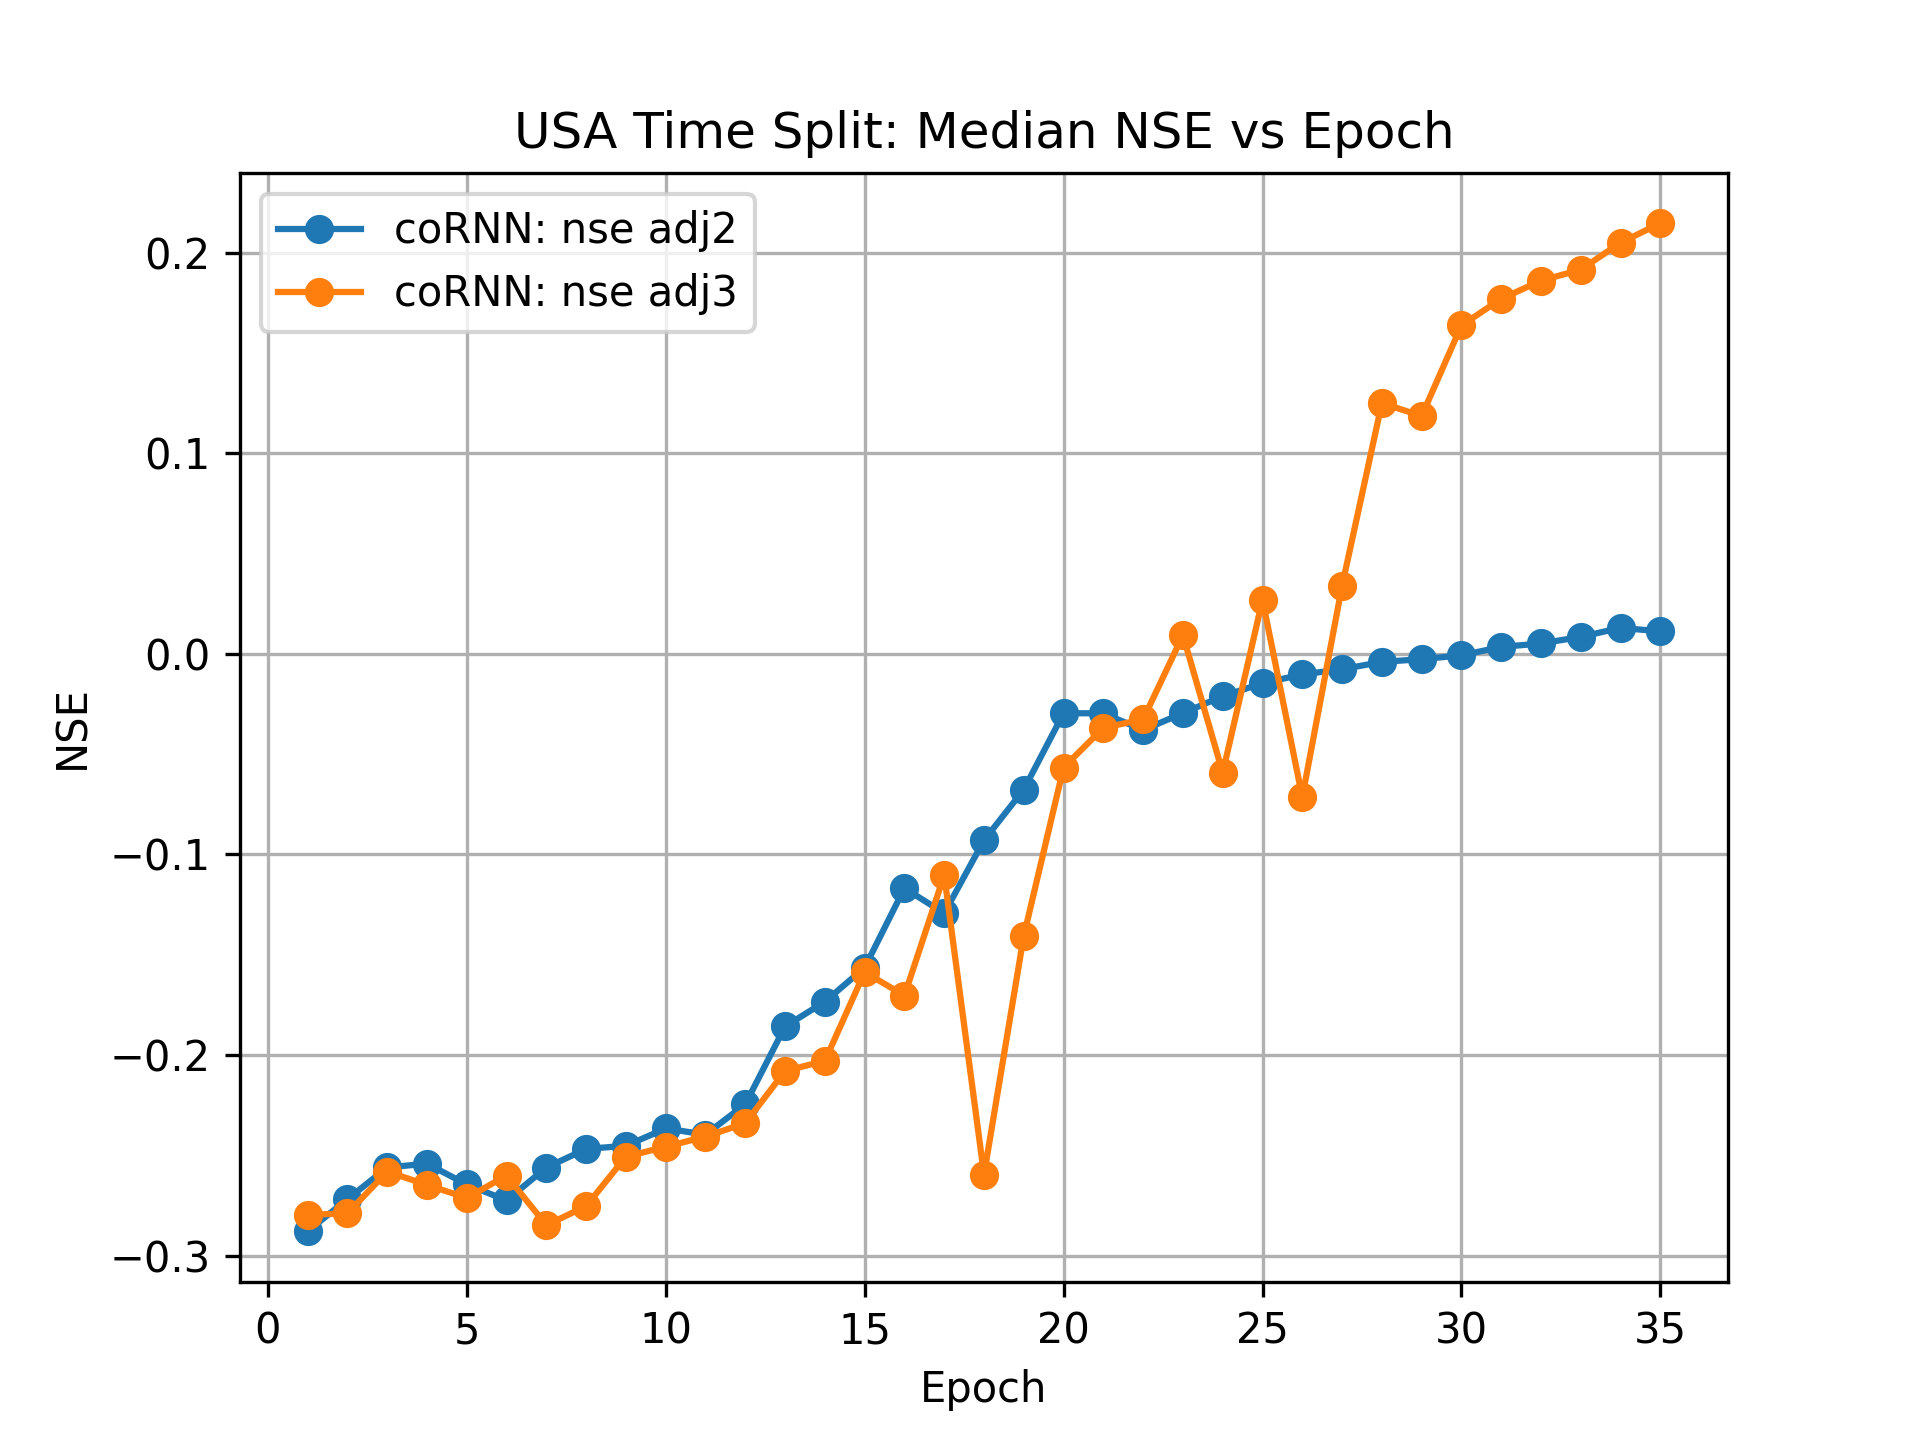 USA Time Split: Median NSE vs Epoch
coRNN: nse adj2
coRNN: nse adj3
0.2
0.1
0.0
−0.1
−0.2
−0.3
NSE
0 5 10 15 20 25 30 35
Epoch